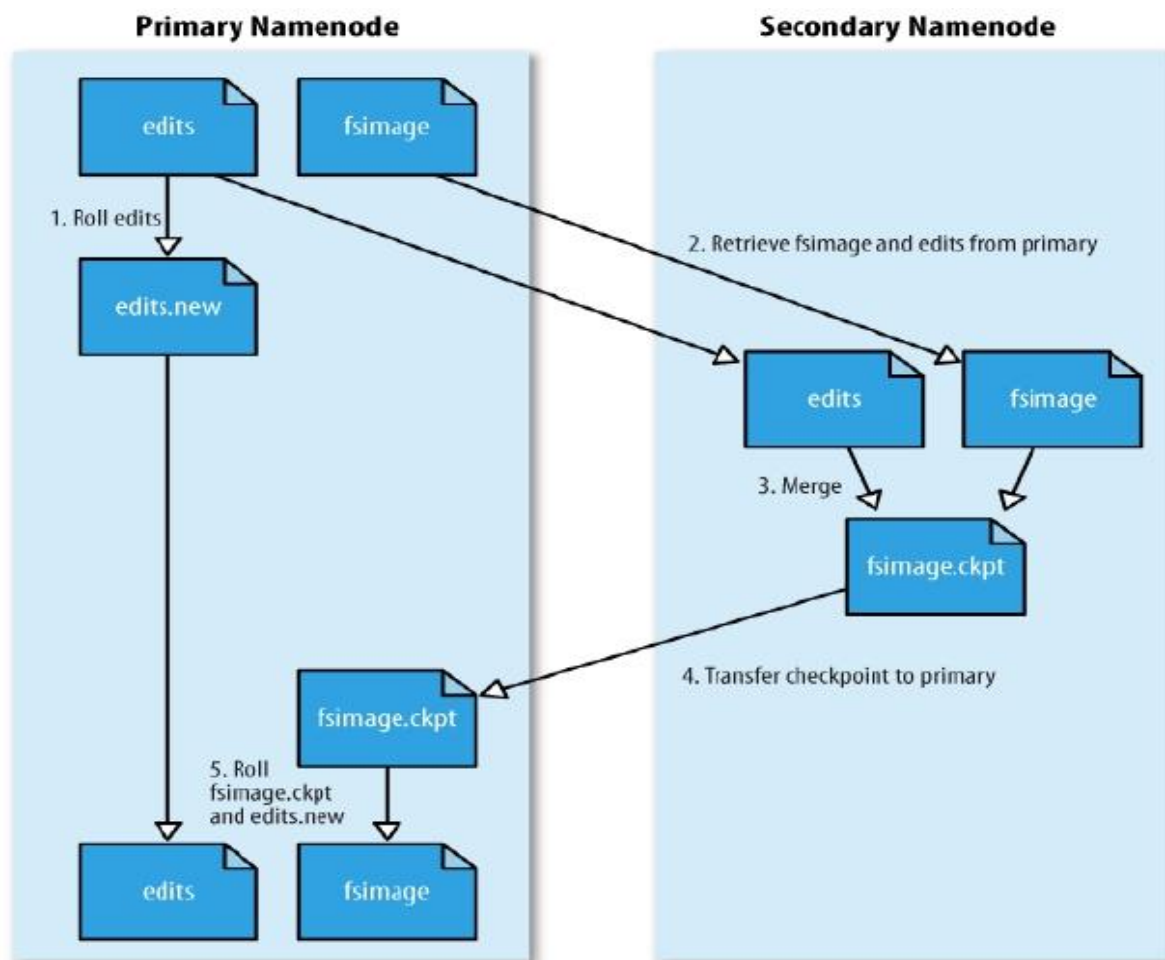 Primary Namenode
Secondary Namenode
edits
fsimage
1. Roll edits
2. Retrieve fsimage and edits from primary
edits.new
edits
fsimage
3. Merge
fsimage.ckpt
4. Transfer checkpoint to primary
fsimage.ckpt
5. Roll
fsimage.ckpt
and edits.new
edits
fsimage